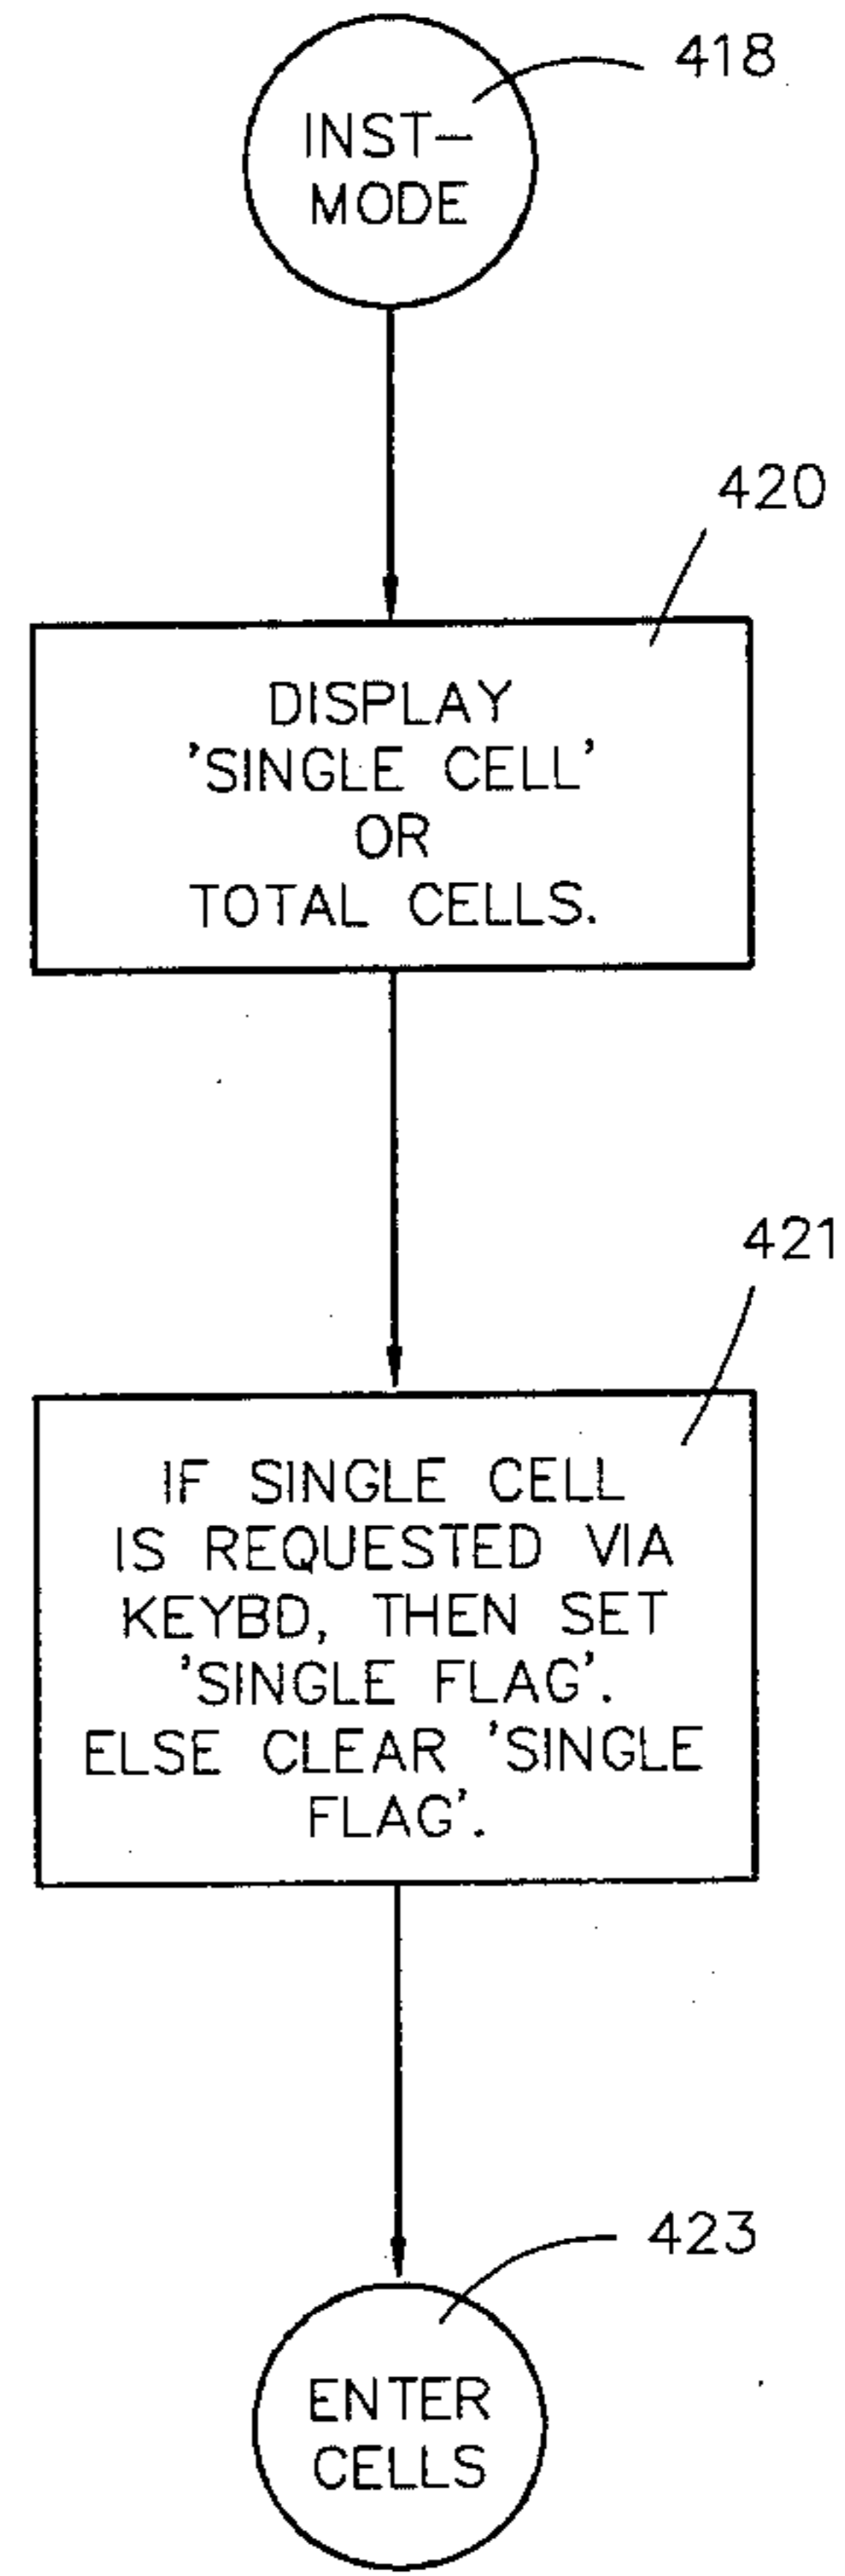 418
INST-
MODE
420
DISPLAY
'SINGLE CELL'
OR
TOTAL CELLS.
421
IF SINGLE CELL
IS REQUESTED VIA
KEYBD, THEN SET
'SINGLE FLAG'.
ELSE CLEAR 'SINGLE
FLAG'.
423
ENTER
CELLS